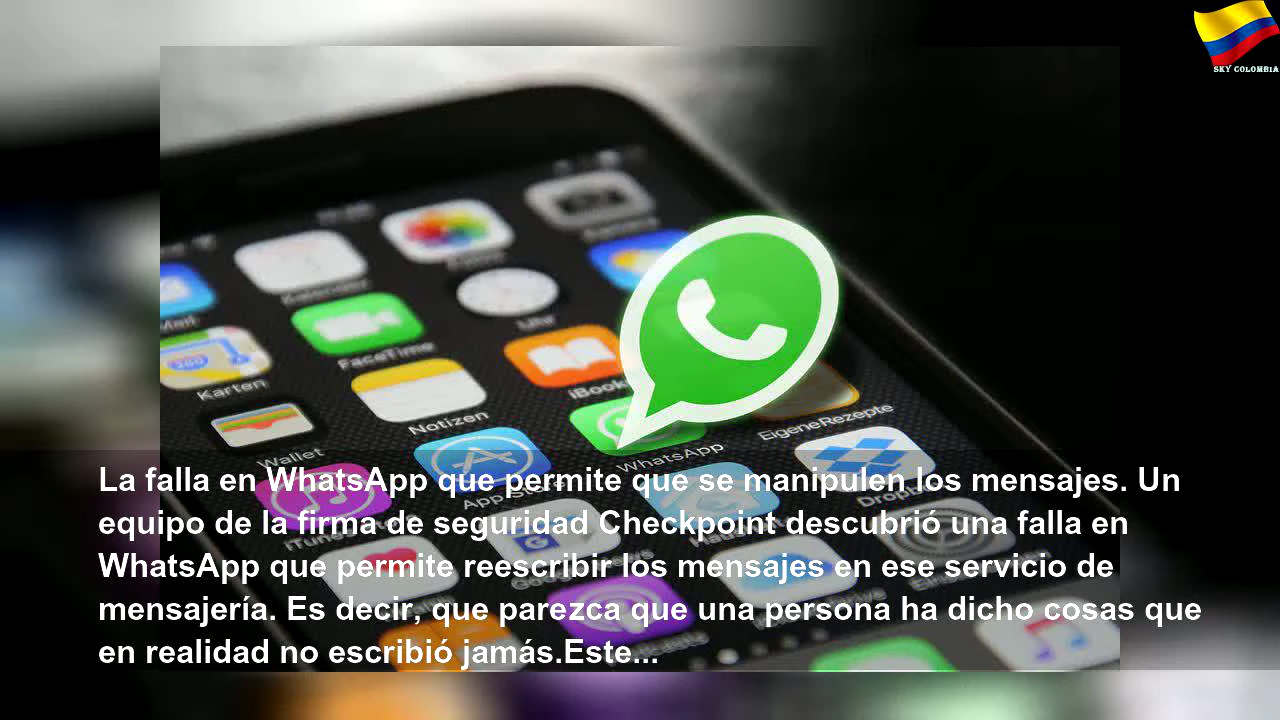 SKY COLOMBIA
Karten
FaceTime
Uhr
Wallet
Notizen
iBook
WhatsApp
EigeneRezepte
La falla en WhatsApp que permite que se manipulen los mensajes. Un
equipo de la firma de seguridad Checkpoint descubrió una falla en
WhatsApp que permite reescribir los mensajes en ese servicio de
mensajería. Es decir, que parezca que una persona ha dicho cosas que
en realidad no escribió jamás.Este...